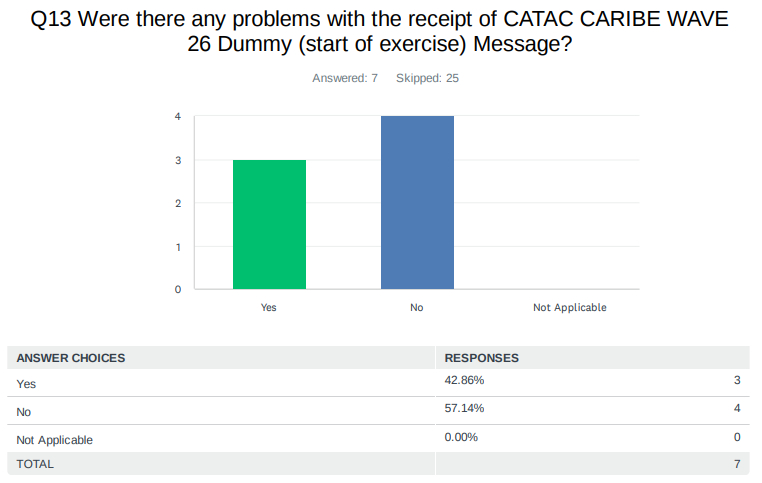 Q13 Were there any problems with the receipt of CATAC CARIBE WAVE
26 Dummy (start of exercise) Message?
Answered: 7 Skipped: 25
4
3
2
1
0
Yes No Not Applicable
ANSWER CHOICES RESPONSES
Yes 42.86% 3
No 57.14% 4
Not Applicable 0.00% 0
TOTAL 7